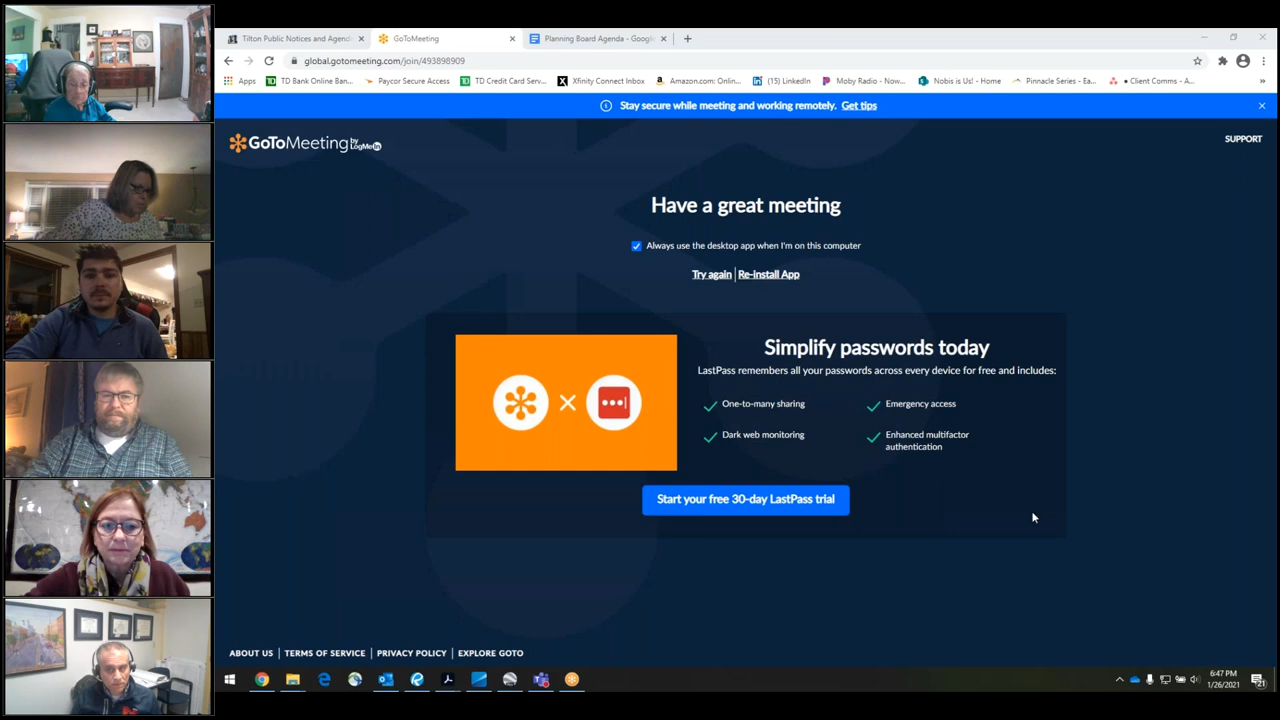 Tilton Public Notices and Agend
GoToMeeting
Planning Board Agenda - Google
global.gotomeeting.com/join/493898909
Apps
TD Bank Online Ban...
Paycor Secure Access
TD Credit Card Serv...
Xfinity Connect Inbox
Amazon.com: Onlin...
(15) LinkedIn
Moby Radio - Now...
Nobis is Us! - Home
Pinnacle Series - Ea...
• Client Comms - A...
Stay secure while meeting and working remotely. Get tips
GoToMeeting by LogMeIn
SUPPORT
Have a great meeting
Always use the desktop app when I'm on this computer
Try again | Re-Install App
Simplify passwords today
LastPass remembers all your passwords across every device for free and includes:
One-to-many sharing
Emergency access
Dark web monitoring
Enhanced multifactor
authentication
Start your free 30-day LastPass trial
ABOUT US | TERMS OF SERVICE | PRIVACY POLICY | EXPLORE GOTO
6:47 PM
1/26/2021